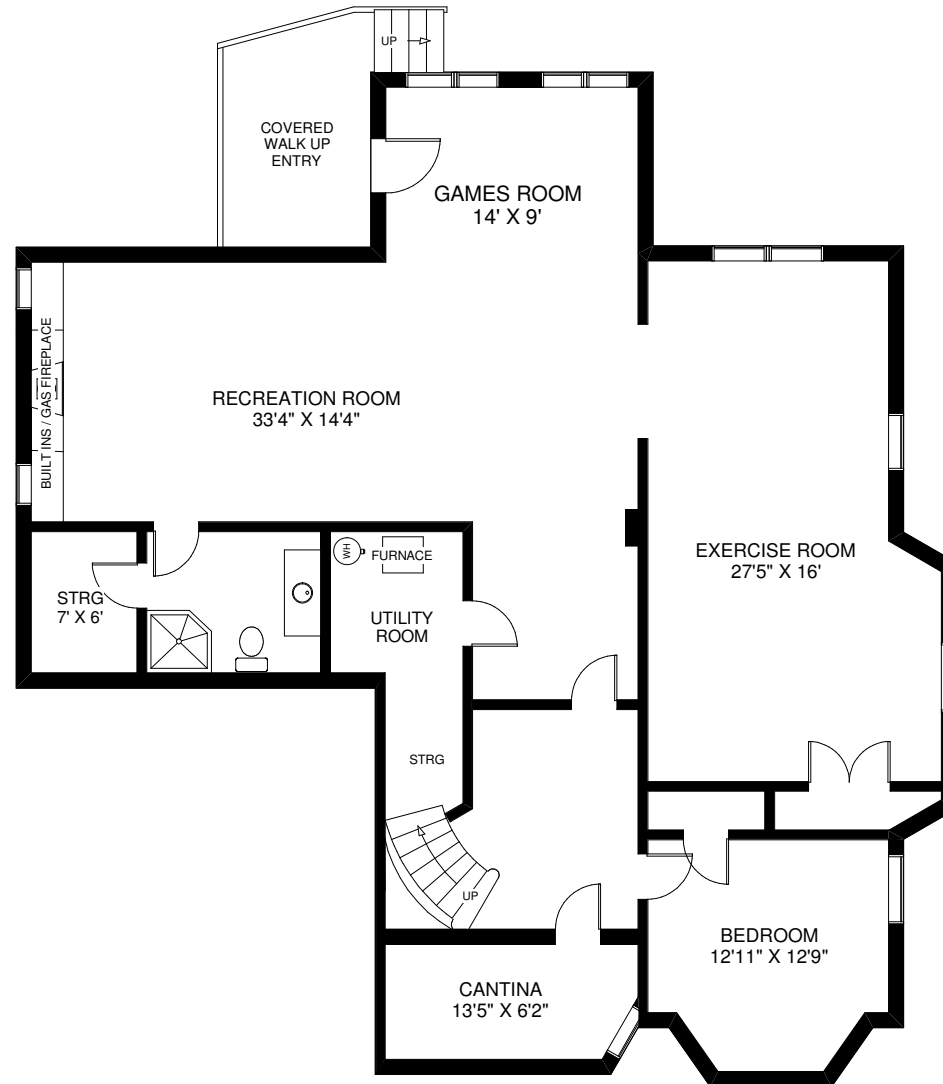 UP
COVERED
WALK UP
ENTRY
GAMES ROOM
14' X 9'
BUILT INS / GAS FIREPLACE
RECREATION ROOM
33'4" X 14'4"
EXERCISE ROOM
27'5" X 16'
WH
FURNACE
STRG
7' X 6'
UTILITY
ROOM
STRG
UP
BEDROOM
12'11" X 12'9"
CANTINA
13'5" X 6'2"